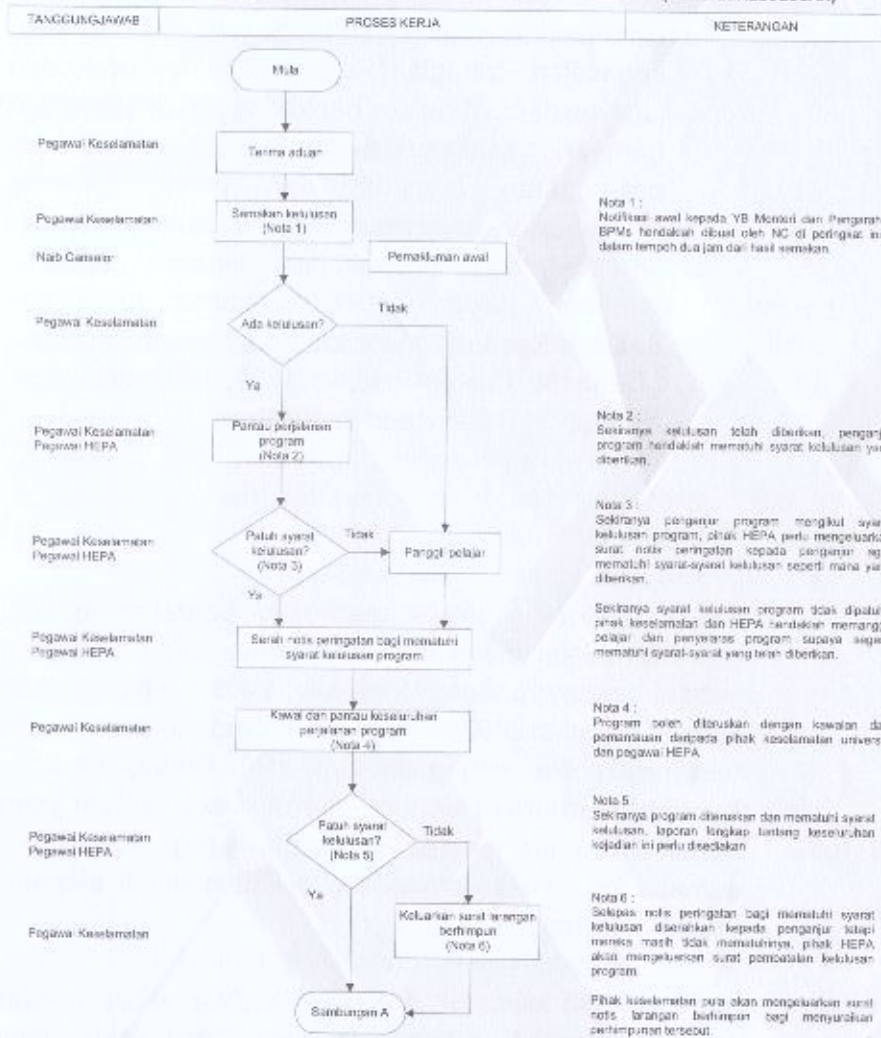 TANGGUNGJAWAB
PROSES KERJA
KETERANGAN
Mula
Pegawai Keselamatan
Terima aduan
Pegawai Keselamatan
Semakan kelulusan
(Nota 1)
Nota 1 :
Notifikasi awal kepada YB Menteri dan Pengarah
BPMs hendaklah dibuat oleh NC di peringkat ini
dalam tempoh dua jam dari hasil semakan.
Naib Canselor
Pemakluman awal
Pegawai Keselamatan
Ada kelulusan?
Tidak
Ya
Pegawai Keselamatan
Pegawai HEPA
Pantau perjalanan
program
(Nota 2)
Nota 2 :
Sekiranya kelulusan telah diberikan, penganju
program hendaklah mematuhi syarat kelulusan yan
diberikan.
Pegawai Keselamatan
Pegawai HEPA
Patuh syarat
kelulusan?
(Nota 3)
Tidak
Panggil pelajar
Ya
Nota 3 :
Sekiranya penganjur program mengikut syara
kelulusan program, pihak HEPA perlu mengeluarka
surat notis peringatan kepada penganjur aga
mematuhi syarat-syarat kelulusan seperti mana yan
diberikan.
Sekiranya syarat kelulusan program tidak dipatuhi
pihak keselamatan dan HEPA hendaklah memangg
pelajar dan penyelaras program supaya seger
mematuhi syarat-syarat yang telah diberikan.
Pegawai Keselamatan
Pegawai HEPA
Serah notis peringatan bagi mematuhi
syarat kelulusan program
Pegawai Keselamatan
Kawal dan pantau keseluruhan
perjalanan program
(Nota 4)
Nota 4 :
Program boleh diteruskan dengan kawalan da
pemantauan daripada pihak keselamatan univers
dan pegawai HEPA.
Pegawai Keselamatan
Pegawai HEPA
Patuh syarat
kelulusan?
(Nota 5)
Tidak
Ya
Nota 5 :
Sekiranya program diteruskan dan mematuhi syarat
kelulusan, laporan lengkap tentang keseluruhan
kejadian ini perlu disediakan
Pegawai Keselamatan
Keluarkan surat larangan
berhimpun
(Nota 6)
Nota 6 :
Selepas notis peringatan bagi mematuhi syarat
kelulusan diserahkan kepada penganjur tetapi
mereka masih tidak mematuhinya, pihak HEPA
akan mengeluarkan surat pembatalan kelulusan
program.
Pihak keselamatan pula akan mengeluarkan surat
notis larangan berhimpun bagi menyuraikan
perhimpunan tersebut.
Sambungan A